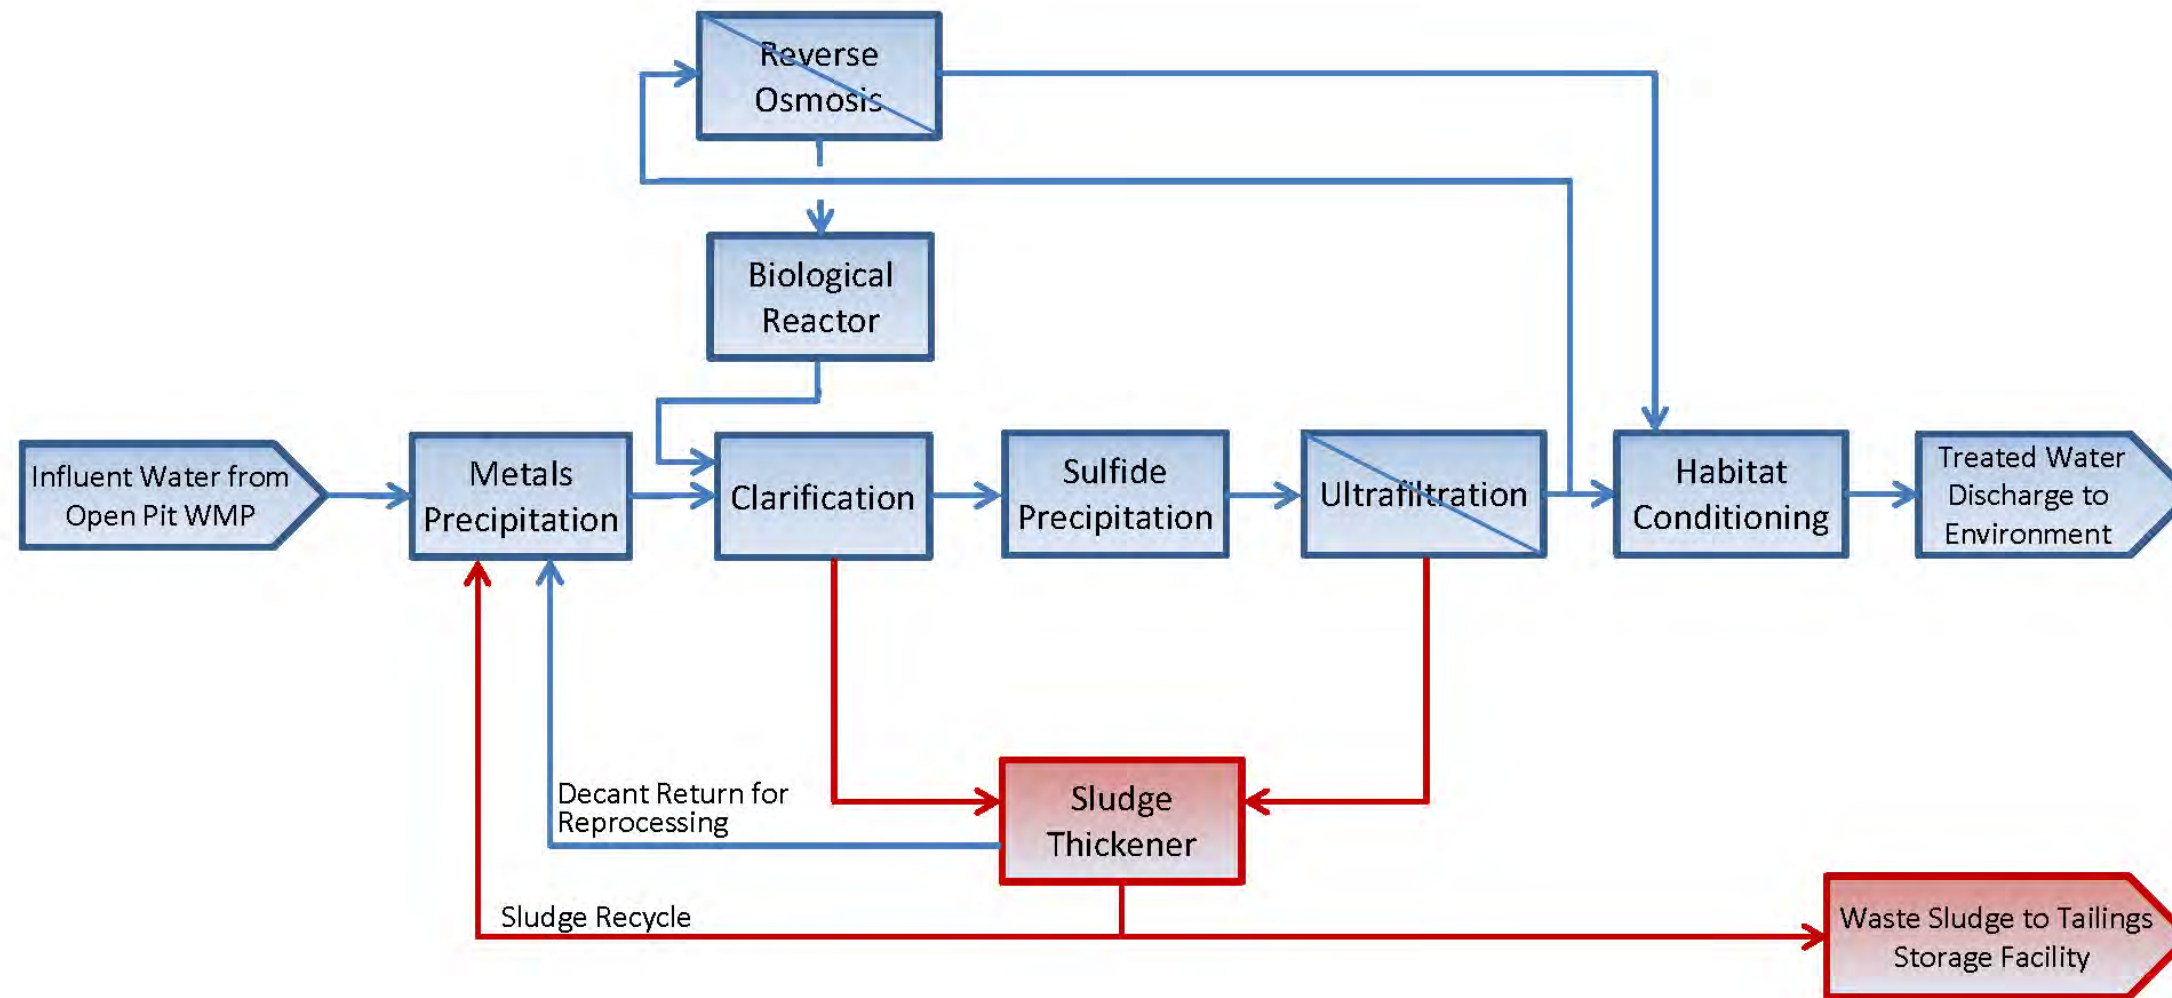 Reverse
Osmosis
Biological
Reactor
Influent Water from
Open Pit WMP
Metals
Precipitation
Clarification
Sulfide
Precipitation
Ultrafiltration
Habitat
Conditioning
Treated Water
Discharge to
Environment
Decant Return for
Reprocessing
Sludge
Thickener
Sludge Recycle
Waste Sludge to Tailings
Storage Facility